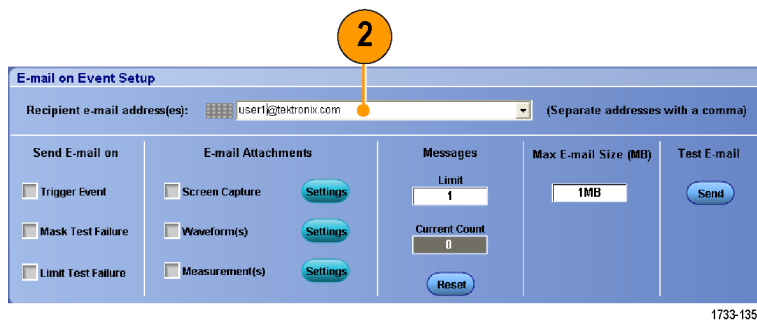 2
E-mail on Event Setup
Recipient e-mail address(es): user1@tektronix.com (Separate addresses with a comma)
Send E-mail on E-mail Attachments Messages Max E-mail Size (MB) Test E-mail
Limit
Trigger Event Screen Capture Settings 1 1MB Send
Mask Test Failure Waveform(s) Settings Current Count
0
Limit Test Failure Measurement(s) Settings Reset
1733-135